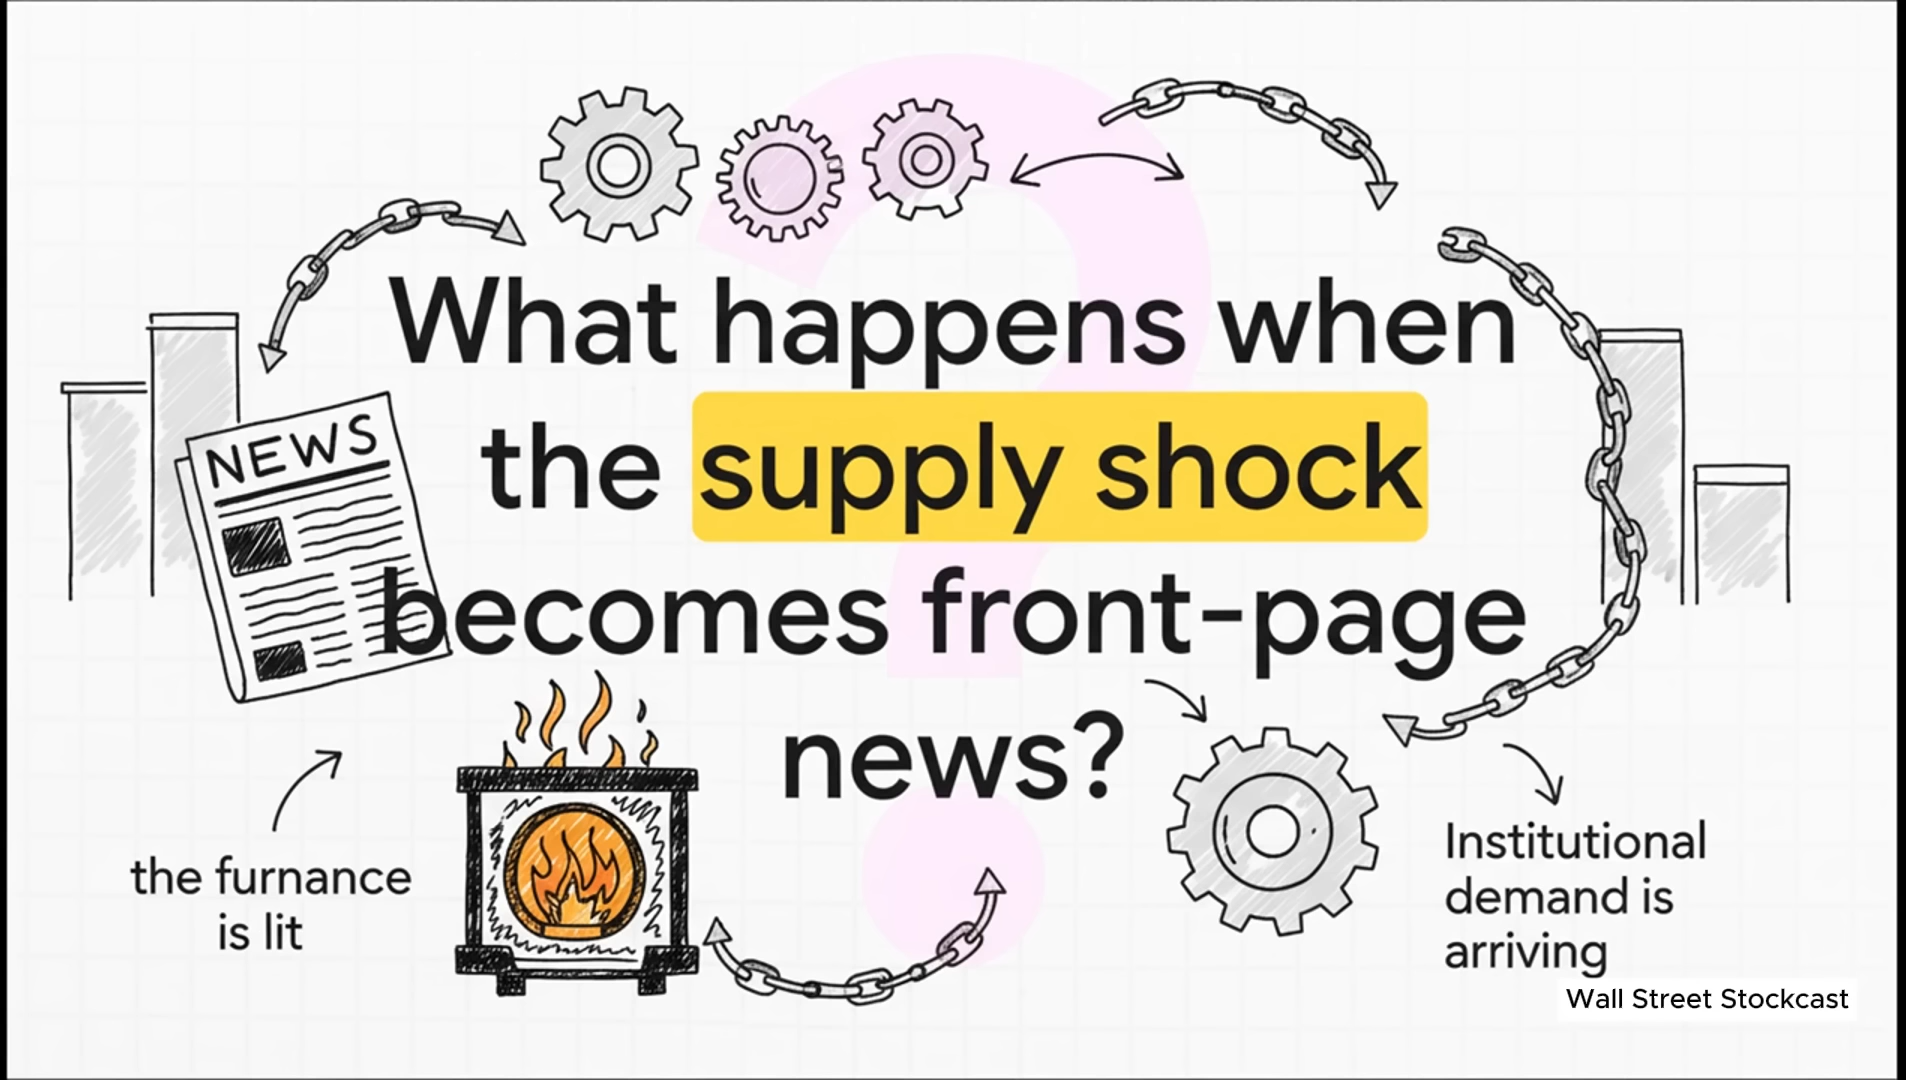 What happens when
the supply shock
becomes front-page
news?
NEWS
the furnance
is lit
Institutional
demand is
arriving
Wall Street Stockcast